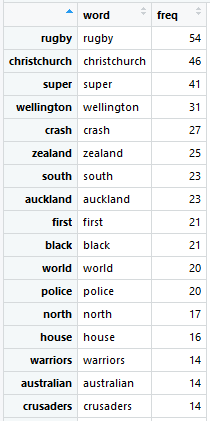 word freq
rugby rugby 54
christchurch christchurch 46
super super 41
wellington wellington 31
crash crash 27
zealand zealand 25
south south 23
auckland auckland 23
first first 21
black black 21
world world 20
police police 20
north north 17
house house 16
warriors warriors 14
australian australian 14
crusaders crusaders 14